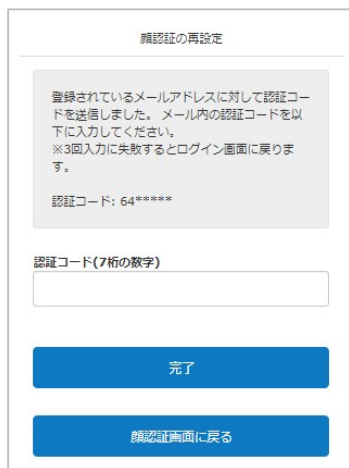 顔認証の再設定
登録されているメールアドレスに対して認証コー
ドを送信しました。 メール内の認証コードを以
下に入力してください。
※3回入力に失敗するとログイン画面に戻りま
す。
認証コード: 64*****
認証コード(7桁の数字)
完了
顔認証画面に戻る